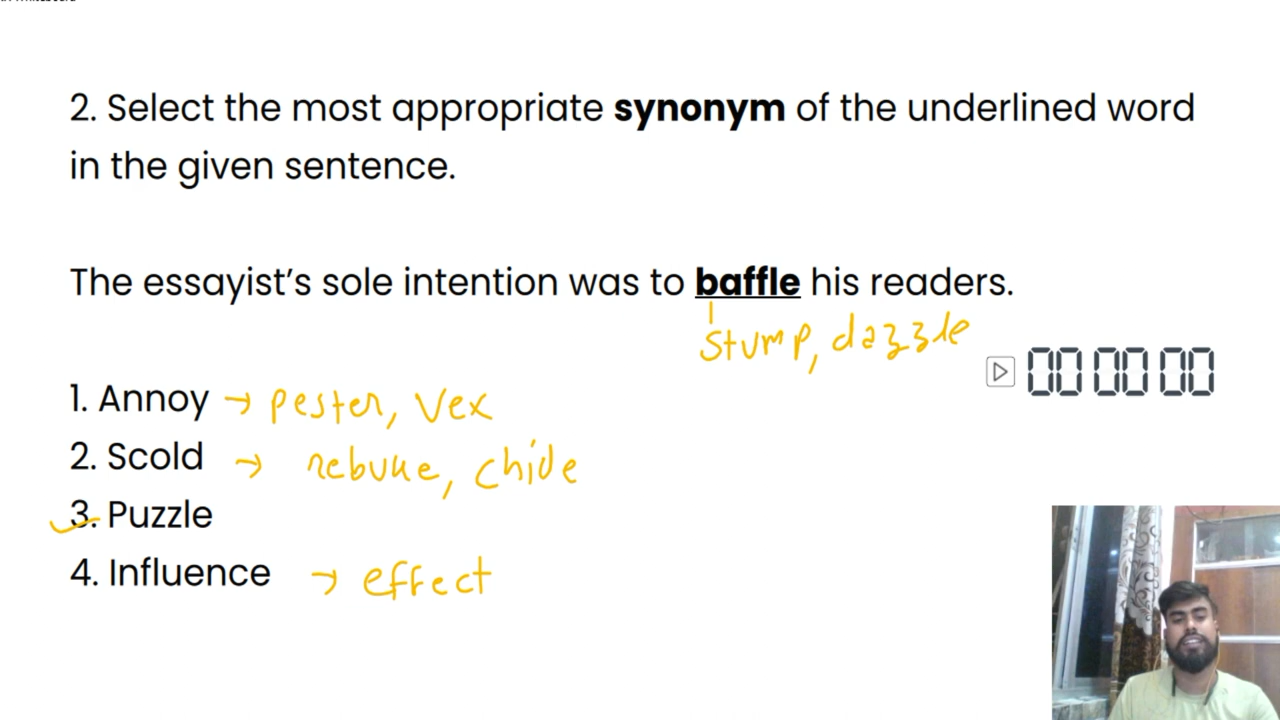 2. Select the most appropriate synonym of the underlined word
in the given sentence.
The essayist's sole intention was to baffle his readers.
stump, dazzle
00 00 00
1. Annoy → pester, vex
2. Scold → rebuke, chide
3. Puzzle
4. Influence → effect